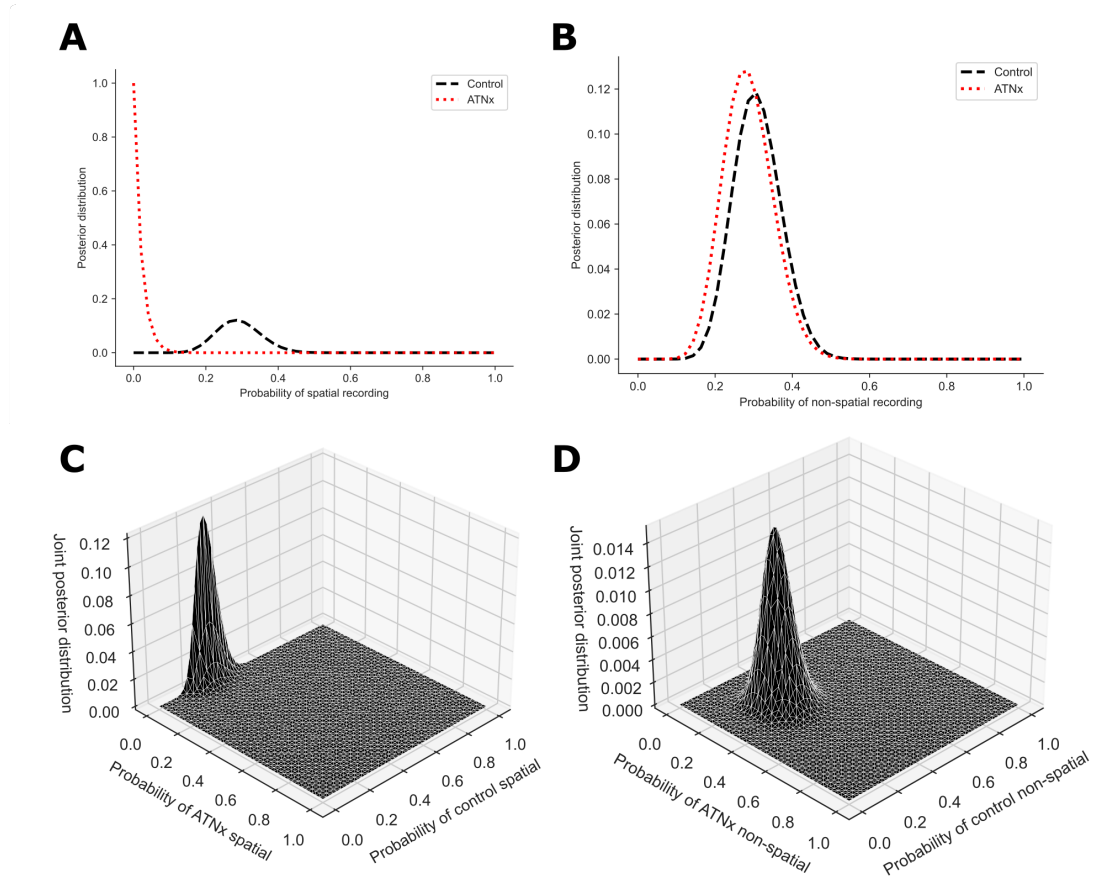 A
Posterior distribution
1.0
0.8
0.6
0.4
0.2
0.0
Control
ATNx
0.0 0.2 0.4 0.6 0.8 1.0
Probability of spatial recording
B
Posterior distribution
0.12
0.10
0.08
0.06
0.04
0.02
0.00
Control
ATNx
0.0 0.2 0.4 0.6 0.8 1.0
Probability of non-spatial recording
C
Joint posterior distribution
0.12
0.10
0.08
0.06
0.04
0.02
0.00
0.0
0.2
0.4
0.6
0.8
1.0
Probability of ATNx spatial
0.0
0.2
0.4
0.6
0.8
1.0
Probability of control spatial
D
Joint posterior distribution
0.014
0.012
0.010
0.008
0.006
0.004
0.002
0.000
0.0
0.2
0.4
0.6
0.8
1.0
Probability of ATNx non-spatial
0.0
0.2
0.4
0.6
0.8
1.0
Probability of control non-spatial